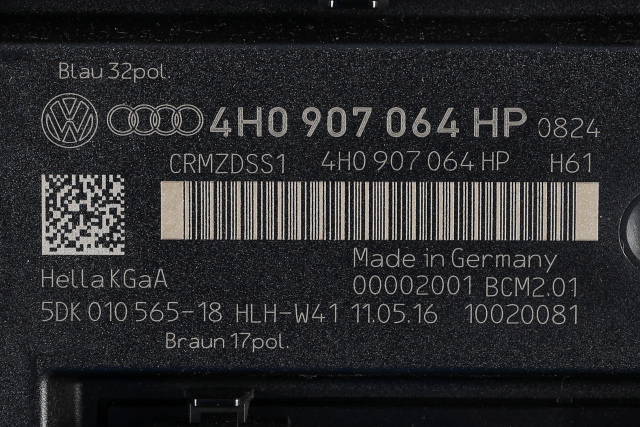 Blau 32pol.
4H0 907 064 HP 0824
CRMZDSS1 4H0 907 064 HP H61
Made in Germany
Hella KGaA 00002001 BCM2.01
5DK 010 565-18 HLH-W41 11.05.16 10020081
Braun 17pol.